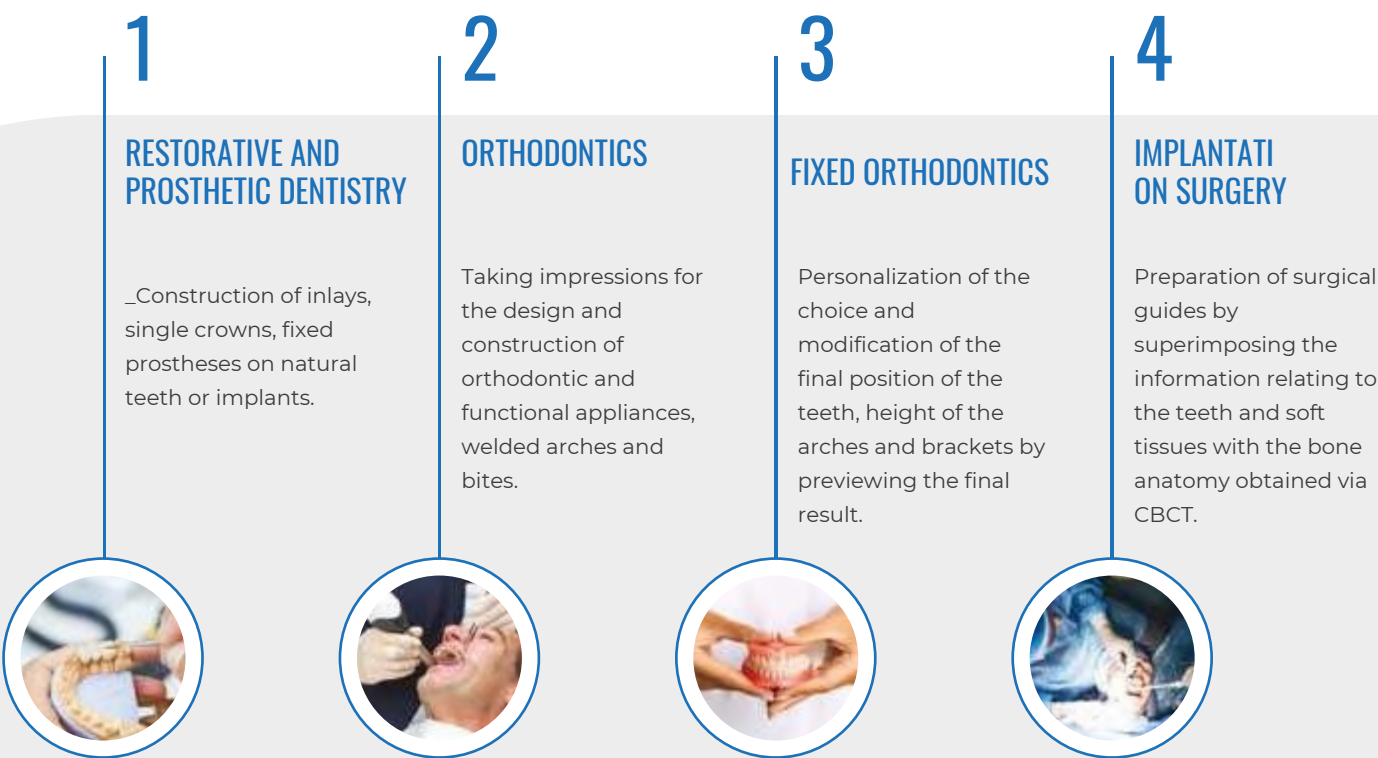 1
RESTORATIVE AND
PROSTHETIC DENTISTRY
_Construction of inlays,
single crowns, fixed
prostheses on natural
teeth or implants.
2
ORTHODONTICS
Taking impressions for
the design and
construction of
orthodontic and
functional appliances,
welded arches and
bites.
3
FIXED ORTHODONTICS
Personalization of the
choice and
modification of the
final position of the
teeth, height of the
arches and brackets by
previewing the final
result.
4
IMPLANTATI
ON SURGERY
Preparation of surgical
guides by
superimposing the
information relating to
the teeth and soft
tissues with the bone
anatomy obtained via
CBCT.